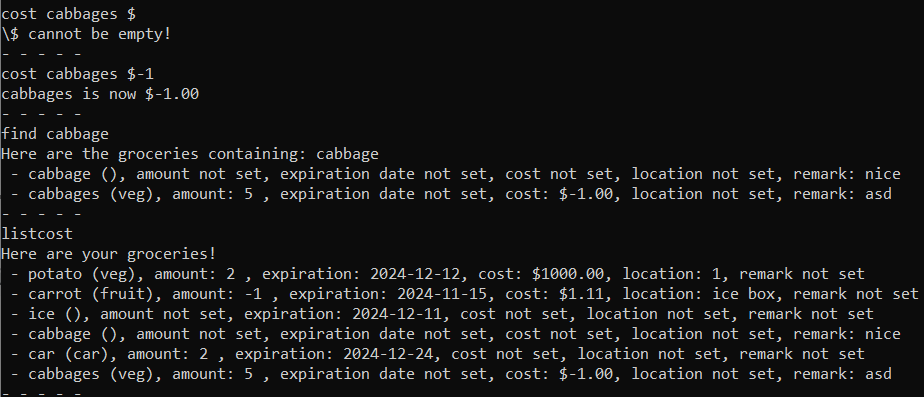 cost cabbages $
\$ cannot be empty!
- - - - -
cost cabbages $-1
cabbages is now $-1.00
- - - - -
find cabbage
Here are the groceries containing: cabbage
 - cabbage (), amount not set, expiration date not set, cost not set, location not set, remark: nice
 - cabbages (veg), amount: 5 , expiration date not set, cost: $-1.00, location not set, remark: asd
- - - - -
listcost
Here are your groceries!
 - potato (veg), amount: 2 , expiration: 2024-12-12, cost: $1000.00, location: 1, remark not set
 - carrot (fruit), amount: -1 , expiration: 2024-11-15, cost: $1.11, location: ice box, remark not set
 - ice (), amount not set, expiration: 2024-12-11, cost not set, location not set, remark not set
 - cabbage (), amount not set, expiration date not set, cost not set, location not set, remark: nice
 - car (car), amount: 2 , expiration: 2024-12-24, cost not set, location not set, remark not set
 - cabbages (veg), amount: 5 , expiration date not set, cost: $-1.00, location not set, remark: asd
- - - - -